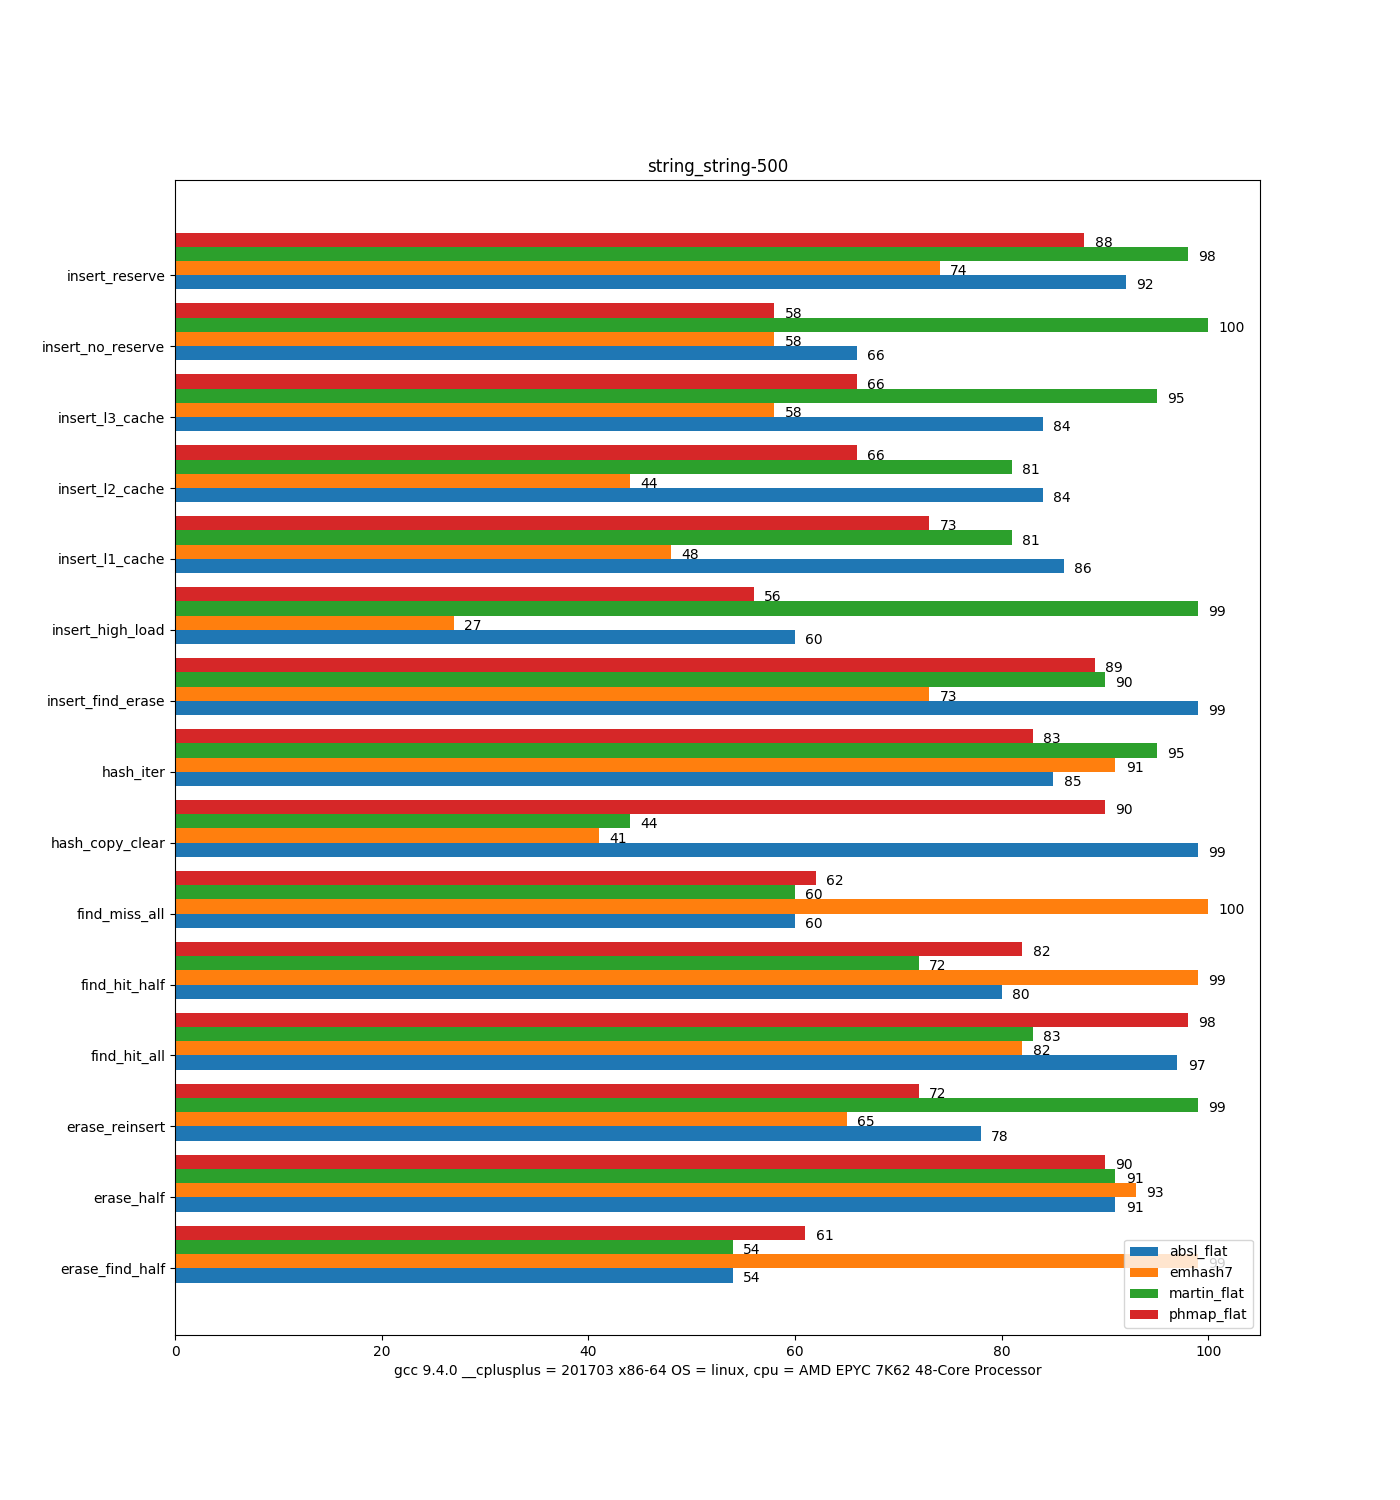 string_string-500
88
98
insert_reserve
74
92
58
100
insert_no_reserve
58
66
66
95
insert_l3_cache
58
84
66
81
insert_l2_cache
44
84
73
81
insert_l1_cache
48
86
56
99
insert_high_load
27
60
89
90
insert_find_erase
73
99
83
95
hash_iter
91
85
90
44
hash_copy_clear
41
99
62
60
find_miss_all
100
60
82
72
find_hit_half
99
80
98
83
find_hit_all
82
97
72
99
erase_reinsert
65
78
90
91
erase_half
93
91
61
54
erase_find_half
99
54
absl_flat
emhash7
martin_flat
phmap_flat
0 20 40 60 80 100
gcc 9.4.0 __cplusplus = 201703 x86-64 OS = linux, cpu = AMD EPYC 7K62 48-Core Processor